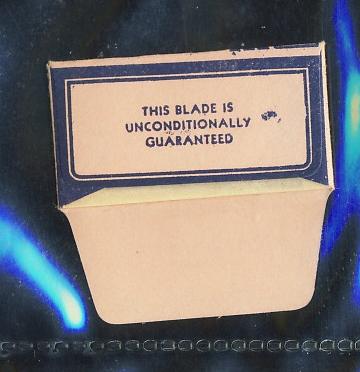 THIS BLADE IS
UNCONDITIONALLY
GUARANTEED